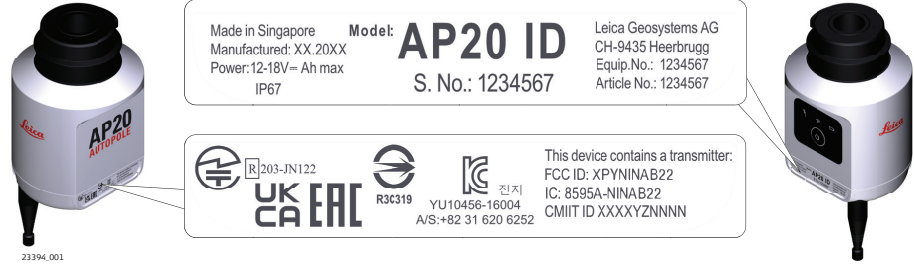 Made in Singapore
Manufactured: XX.20XX
Power:12-18V⎓ Ah max
IP67
Model: AP20 ID
S. No.: 1234567
Leica Geosystems AG
CH-9435 Heerbrugg
Equip.No.: 1234567
Article No.: 1234567
Leica
AP20
AUTOPOLE
R 203-JN122
UK
CA
EAC
R3C319
진지
YU10456-16004
A/S:+82 31 620 6252
This device contains a transmitter:
FCC ID: XPYNINAB22
IC: 8595A-NINAB22
CMIIT ID XXXXYZNNNN
Leica
AP20 ID
23394_001